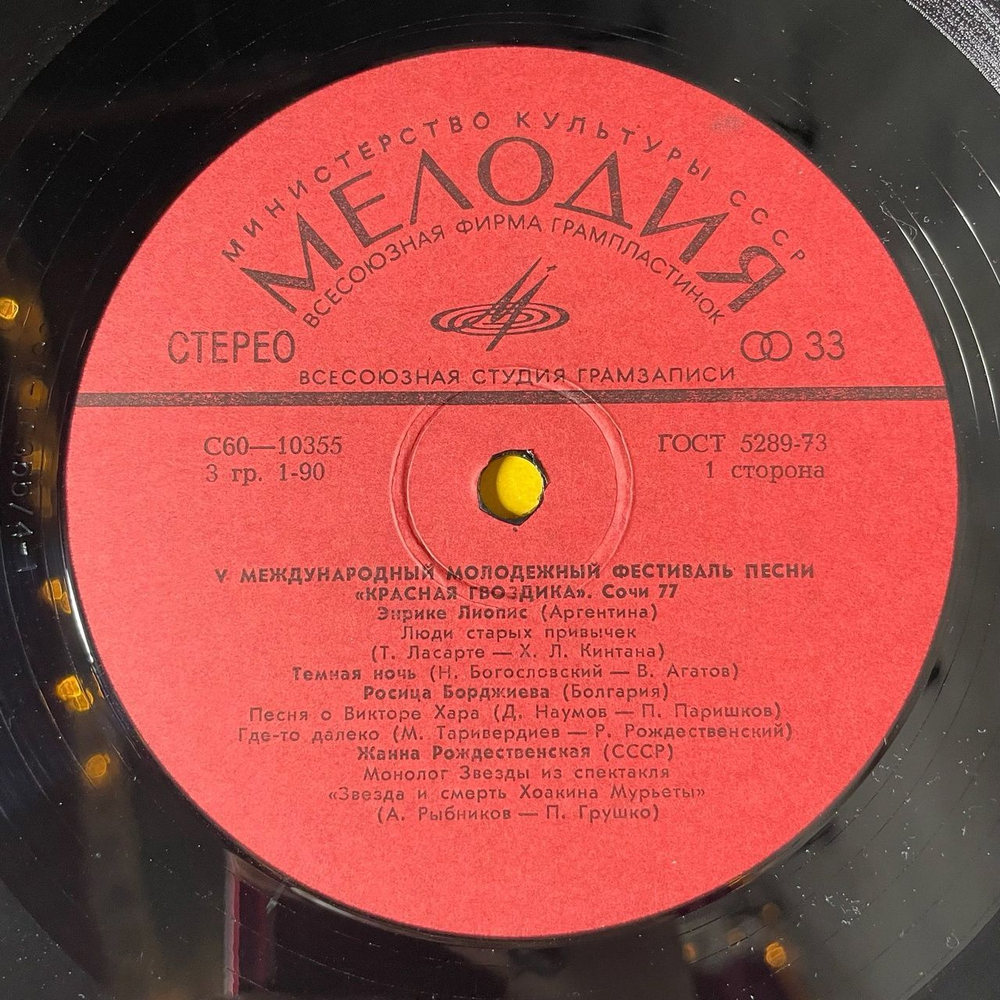 МИНИСТЕРСТВО КУЛЬТУРЫ СССР
МЕЛОДИЯ
ВСЕСОЮЗНАЯ ФИРМА ГРАМПЛАСТИНОК
СТЕРЕО
33
ВСЕСОЮЗНАЯ СТУДИЯ ГРАМЗАПИСИ
С60—10355
ГОСТ 5289-73
3 гр. 1-90
1 сторона
V МЕЖДУНАРОДНЫЙ МОЛОДЕЖНЫЙ ФЕСТИВАЛЬ ПЕСНИ
«КРАСНАЯ ГВОЗДИКА». Сочи 77
Энрике Лиопис (Аргентина)
Люди старых привычек
(Т. Ласарте — Х. Л. Кинтана)
Темная ночь (Н. Богословский — В. Агатов)
Росица Борджиева (Болгария)
Песня о Викторе Хара (Д. Наумов — П. Паришков)
Где-то далеко (М. Таривердиев — Р. Рождественский)
Жанна Рождественская (СССР)
Монолог Звезды из спектакля
«Звезда и смерть Хоакина Мурьеты»
(А. Рыбников — П. Грушко)